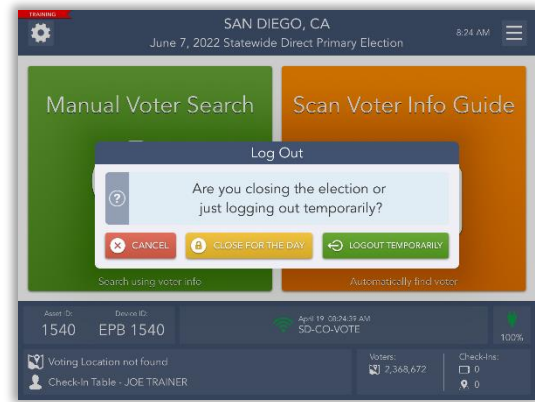 TRAINING
SAN DIEGO, CA
June 7, 2022 Statewide Direct Primary Election
8:24 AM
Manual Voter Search
Scan Voter Info Guide
Log Out
Are you closing the election or
just logging out temporarily?
CANCEL
CLOSE FOR THE DAY
LOGOUT TEMPORARILY
Search using voter info
Automatically find voter
Asset ID:
1540
Device ID:
EPB 1540
April 19 08:24:39 AM
SD-CO-VOTE
100%
Voting Location not found
Check-In Table - JOE TRAINER
Voters:
2,368,672
Check-Ins:
0
0